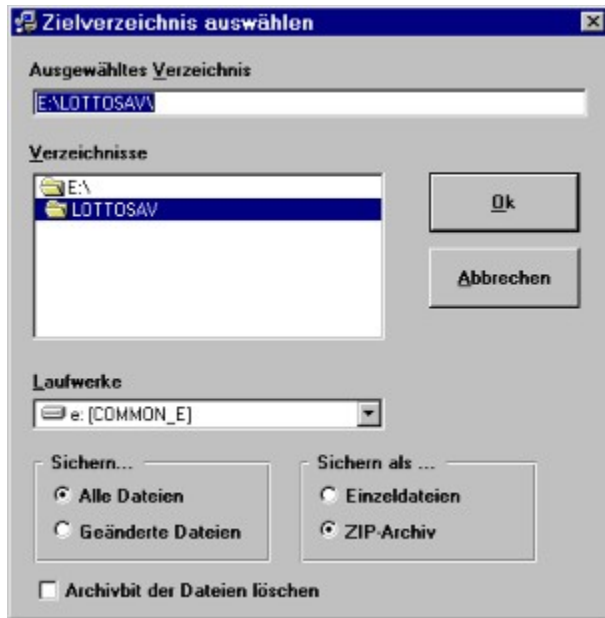 Zielverzeichnis auswählen
Ausgewähltes Verzeichnis
E:\LOTTOSAV\
Verzeichnisse
E:\
LOTTOSAV
Ok
Abbrechen
Laufwerke
e: [COMMON_E]
Sichern...
Alle Dateien
Geänderte Dateien
Sichern als ...
Einzeldateien
ZIP-Archiv
Archivbit der Dateien löschen